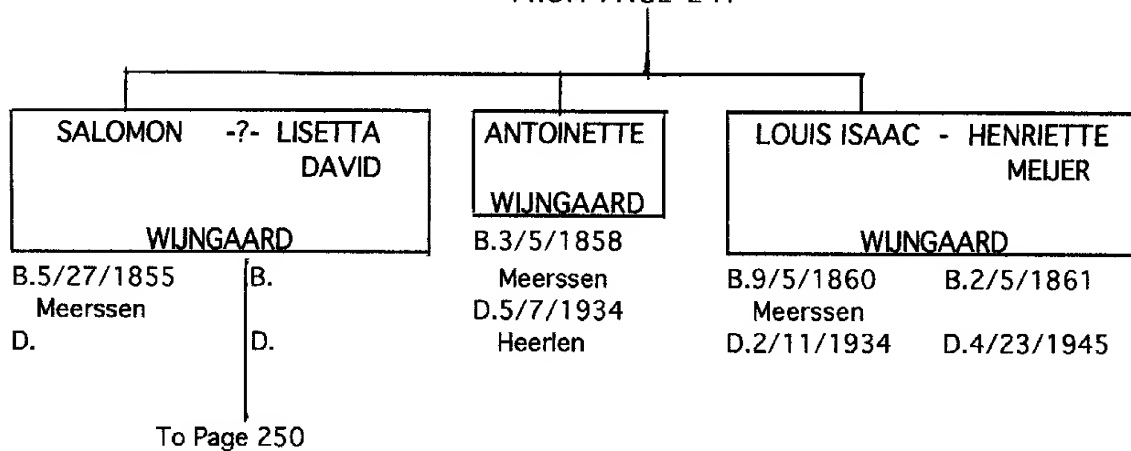 SALOMON -?- LISETTA
DAVID
WIJNGAARD
B.5/27/1855 B.
Meerssen
D. D.
To Page 250
ANTOINETTE
WIJNGAARD
B.3/5/1858
Meerssen
D.5/7/1934
Heerlen
LOUIS ISAAC - HENRIETTE
MEIJER
WIJNGAARD
B.9/5/1860 B.2/5/1861
Meerssen
D.2/11/1934 D.4/23/1945